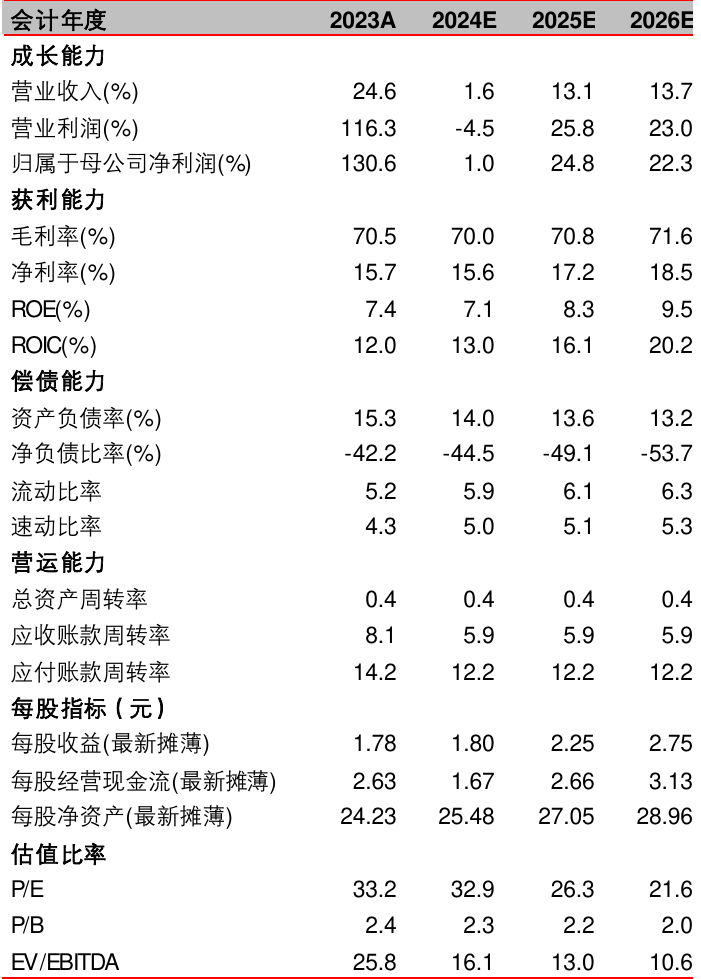 会计年度 2023A 2024E 2025E 2026E
成长能力
营业收入(%) 24.6 1.6 13.1 13.7
营业利润(%) 116.3 -4.5 25.8 23.0
归属于母公司净利润(%) 130.6 1.0 24.8 22.3
获利能力
毛利率(%) 70.5 70.0 70.8 71.6
净利率(%) 15.7 15.6 17.2 18.5
ROE(%) 7.4 7.1 8.3 9.5
ROIC(%) 12.0 13.0 16.1 20.2
偿债能力
资产负债率(%) 15.3 14.0 13.6 13.2
净负债比率(%) -42.2 -44.5 -49.1 -53.7
流动比率 5.2 5.9 6.1 6.3
速动比率 4.3 5.0 5.1 5.3
营运能力
总资产周转率 0.4 0.4 0.4 0.4
应收账款周转率 8.1 5.9 5.9 5.9
应付账款周转率 14.2 12.2 12.2 12.2
每股指标（元）
每股收益(最新摊薄) 1.78 1.80 2.25 2.75
每股经营现金流(最新摊薄) 2.63 1.67 2.66 3.13
每股净资产(最新摊薄) 24.23 25.48 27.05 28.96
估值比率
P/E 33.2 32.9 26.3 21.6
P/B 2.4 2.3 2.2 2.0
EV/EBITDA 25.8 16.1 13.0 10.6